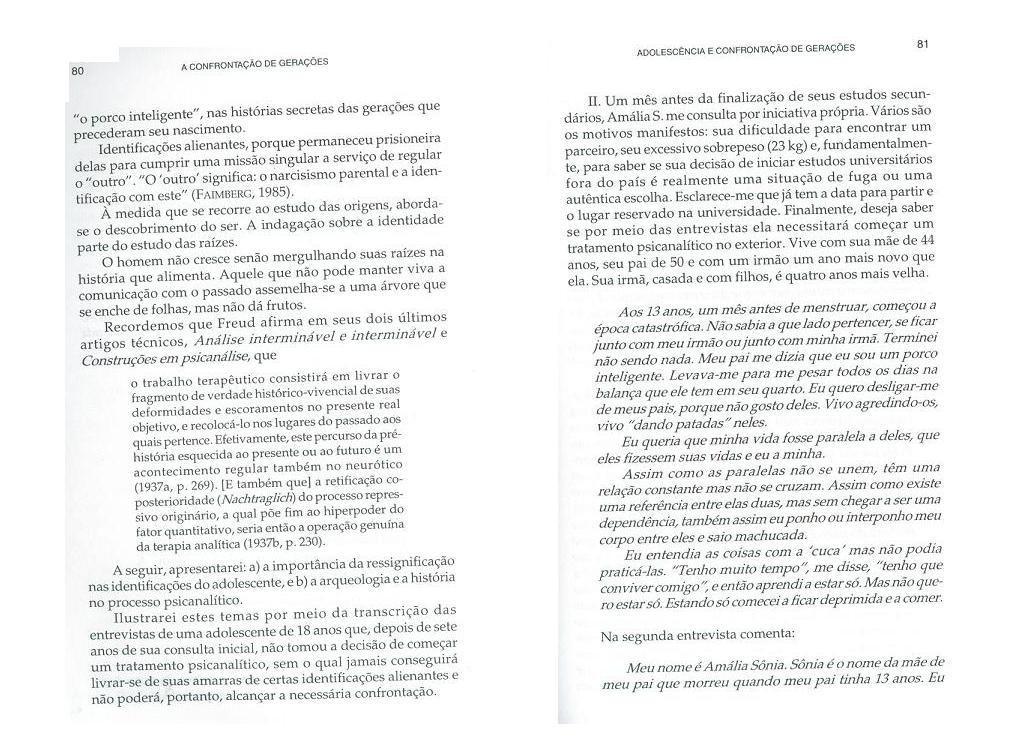 80
A CONFRONTAÇÃO DE GERAÇÕES
“o porco inteligente”, nas histórias secretas das gerações que
precederam seu nascimento.
Identificações alienantes, porque permaneceu prisioneira
delas para cumprir uma missão singular a serviço de regular
o “outro”. “O ‘outro’ significa: o narcisismo parental e a iden-
tificação com este” (FAIMBERG, 1985).
À medida que se recorre ao estudo das origens, aborda-
se o descobrimento do ser. A indagação sobre a identidade
parte do estudo das raízes.
O homem não cresce senão mergulhando suas raízes na
história que alimenta. Aquele que não pode manter viva a
comunicação com o passado assemelha-se a uma árvore que
se enche de folhas, mas não dá frutos.
Recordemos que Freud afirma em seus dois últimos
artigos técnicos, Análise interminável e interminável e
Construções em psicanálise, que
o trabalho terapêutico consistirá em livrar o
fragmento de verdade histórico-vivencial de suas
deformidades e escoramentos no presente real
objetivo, e recolocá-lo nos lugares do passado aos
quais pertence. Efetivamente, este percurso da pré-
história esquecida ao presente ou ao futuro é um
acontecimento regular também no neurótico
(1937a, p. 269). [E também que] a retificação co-
posterioridade (Nachtraglich) do processo repres-
sivo originário, a qual põe fim ao hiperpoder do
fator quantitativo, seria então a operação genuína
da terapia analítica (1937b, p. 230).
A seguir, apresentarei: a) a importância da ressignificação
nas identificações do adolescente, e b) a arqueologia e a história
no processo psicanalítico.
Ilustrarei estes temas por meio da transcrição das
entrevistas de uma adolescente de 18 anos que, depois de sete
anos de sua consulta inicial, não tomou a decisão de começar
um tratamento psicanalítico, sem o qual jamais conseguirá
livrar-se de suas amarras de certas identificações alienantes e
não poderá, portanto, alcançar a necessária confrontação.
ADOLESCÊNCIA E CONFRONTAÇÃO DE GERAÇÕES
81
II. Um mês antes da finalização de seus estudos secun-
dários, Amália S. me consulta por iniciativa própria. Vários são
os motivos manifestos: sua dificuldade para encontrar um
parceiro, seu excessivo sobrepeso (23 kg) e, fundamentalmen-
te, para saber se sua decisão de iniciar estudos universitários
fora do país é realmente uma situação de fuga ou uma
autêntica escolha. Esclarece-me que já tem a data para partir e
o lugar reservado na universidade. Finalmente, deseja saber
se por meio das entrevistas ela necessitará começar um
tratamento psicanalítico no exterior. Vive com sua mãe de 44
anos, seu pai de 50 e com um irmão um ano mais novo que
ela. Sua irmã, casada e com filhos, é quatro anos mais velha.
Aos 13 anos, um mês antes de menstruar, começou a
época catastrófica. Não sabia a que lado pertencer, se ficar
junto com meu irmão ou junto com minha irmã. Terminei
não sendo nada. Meu pai me dizia que eu sou um porco
inteligente. Levava-me para me pesar todos os dias na
balança que ele tem em seu quarto. Eu quero desligar-me
de meus pais, porque não gosto deles. Vivo agredindo-os,
vivo “dando patadas” neles.
Eu queria que minha vida fosse paralela a deles, que
eles fizessem suas vidas e eu a minha.
Assim como as paralelas não se unem, têm uma
relação constante mas não se cruzam. Assim como existe
uma referência entre elas duas, mas sem chegar a ser uma
dependência, também assim eu ponho ou interponho meu
corpo entre eles e saio machucada.
Eu entendia as coisas com a ‘cuca’ mas não podia
praticá-las. “Tenho muito tempo”, me disse, “tenho que
conviver comigo”, e então aprendi a estar só. Mas não que-
ro estar só. Estando só comecei a ficar deprimida e a comer.
Na segunda entrevista comenta:
Meu nome é Amália Sônia. Sônia é o nome da mãe de
meu pai que morreu quando meu pai tinha 13 anos. Eu